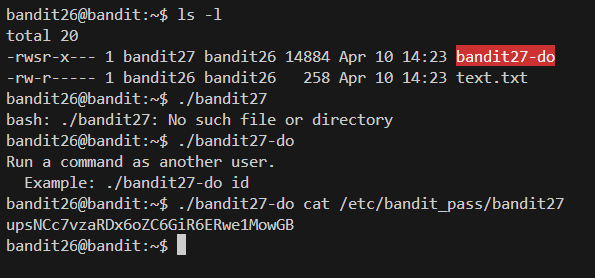 bandit26@bandit:~$ ls -l
total 20
-rwsr-x--- 1 bandit27 bandit26 14884 Apr 10 14:23 bandit27-do
-rw-r----- 1 bandit26 bandit26   258 Apr 10 14:23 text.txt
bandit26@bandit:~$ ./bandit27
bash: ./bandit27: No such file or directory
bandit26@bandit:~$ ./bandit27-do
Run a command as another user.
  Example: ./bandit27-do id
bandit26@bandit:~$ ./bandit27-do cat /etc/bandit_pass/bandit27
upsNCc7vzaRDx6oZC6GiR6ERwe1MowGB
bandit26@bandit:~$